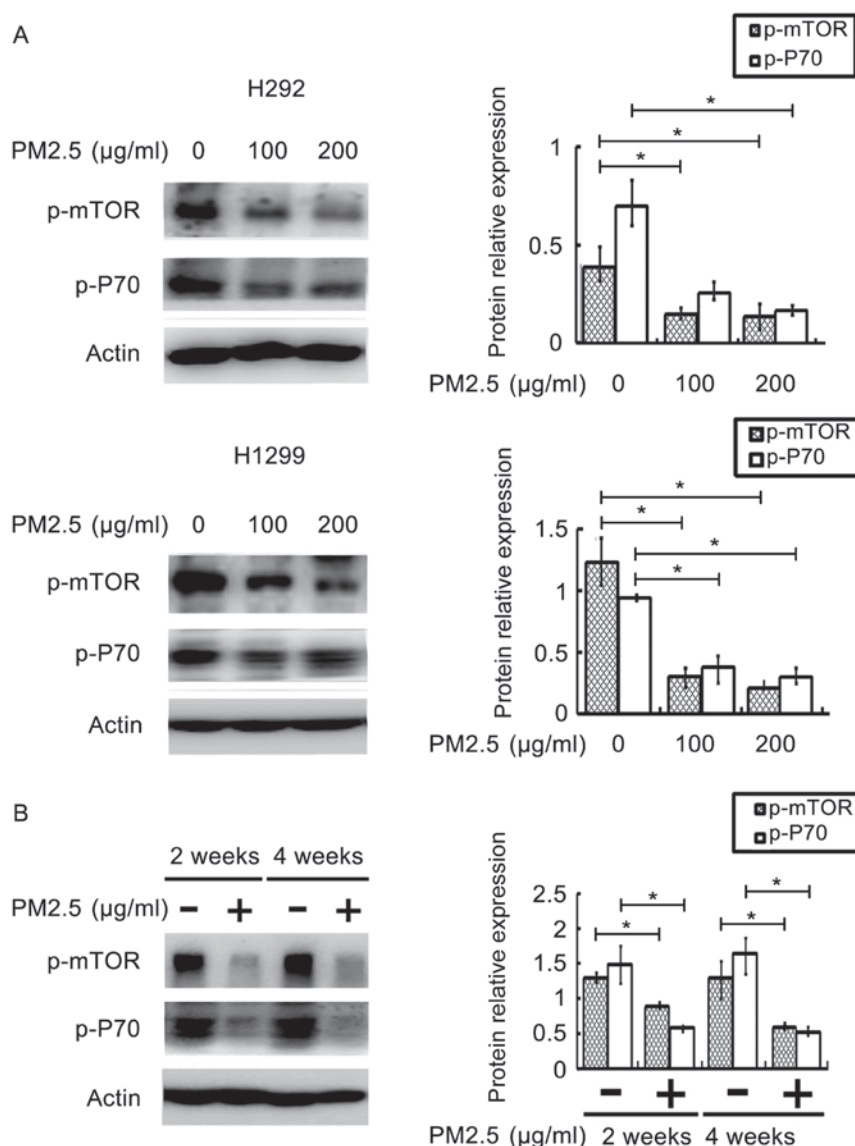 A
H292
PM2.5 (µg/ml) 0 100 200
p-mTOR
p-P70
Actin
p-mTOR
p-P70
*
*
*
Protein relative expression
1
0.5
0
PM2.5 (µg/ml) 0 100 200
H1299
PM2.5 (µg/ml) 0 100 200
p-mTOR
p-P70
Actin
p-mTOR
p-P70
*
*
*
*
Protein relative expression
1.5
1
0.5
0
PM2.5 (µg/ml) 0 100 200
B
2 weeks 4 weeks
PM2.5 (µg/ml) − + − +
p-mTOR
p-P70
Actin
p-mTOR
p-P70
*
*
*
*
Protein relative expression
2.5
2
1.5
1
0.5
0
− + − +
PM2.5 (µg/ml) 2 weeks 4 weeks